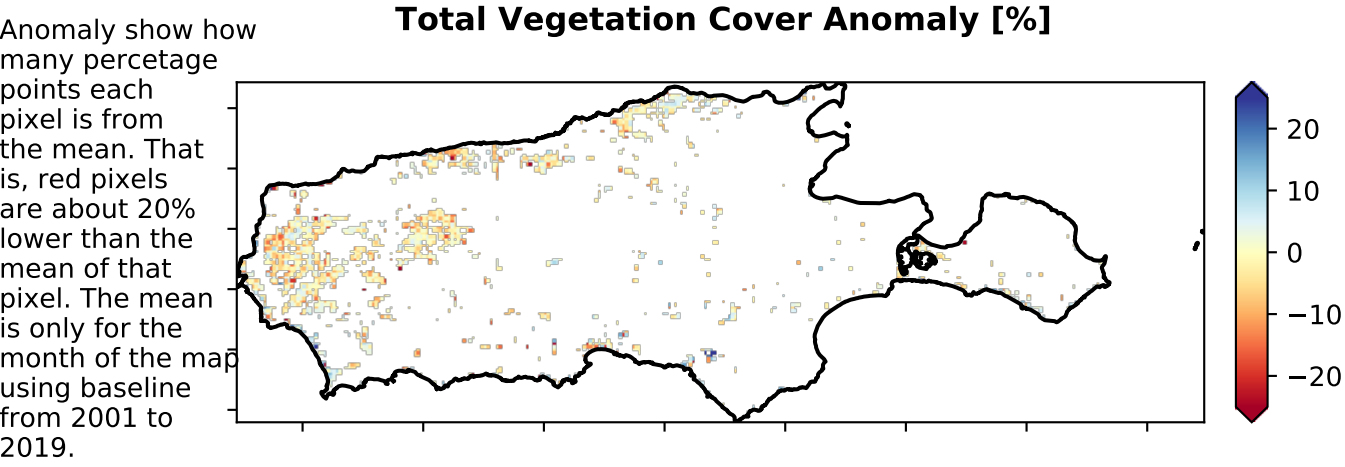 Total Vegetation Cover Anomaly [%]
Anomaly show how
many percetage
points each
pixel is from
the mean. That
is, red pixels
are about 20%
lower than the
mean of that
pixel. The mean
is only for the
month of the map
using baseline
from 2001 to
2019.
20
10
0
−10
−20